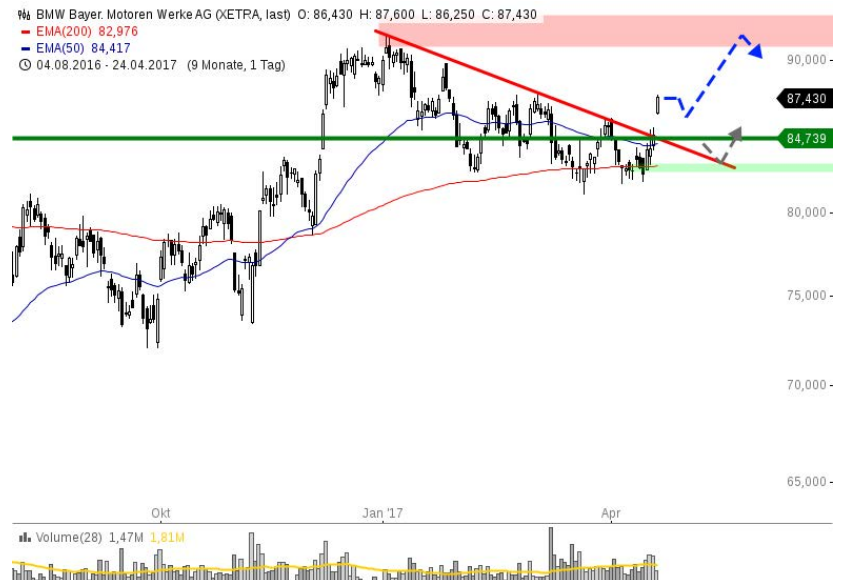 BMW Bayer. Motoren Werke AG (XETRA, last) O: 86,430 H: 87,600 L: 86,250 C: 87,430
EMA(200) 82,976
EMA(50) 84,417
04.08.2016 - 24.04.2017 (9 Monate, 1 Tag)
90,000
87,430
84,739
80,000
75,000
70,000
65,000
Okt Jan '17 Apr
Volume(28) 1,47M 1,81M